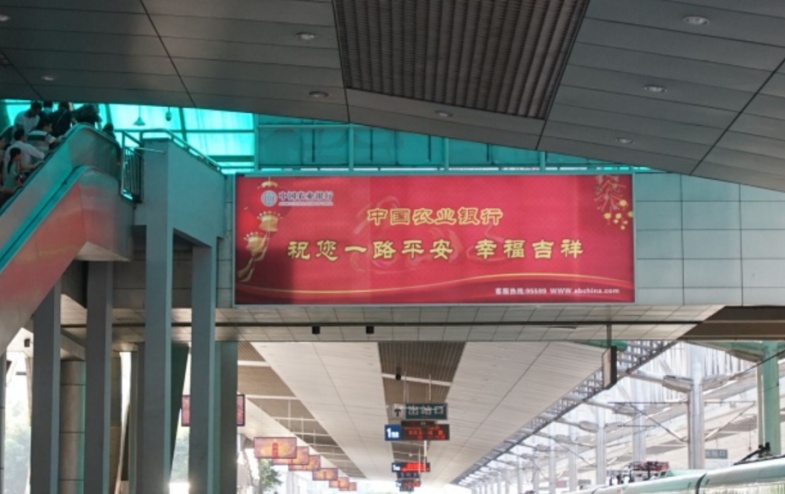 中国农业银行
中国农业银行
祝您一路平安 幸福吉祥
客服热线:95599 WWW.abchina.com
出站口
1